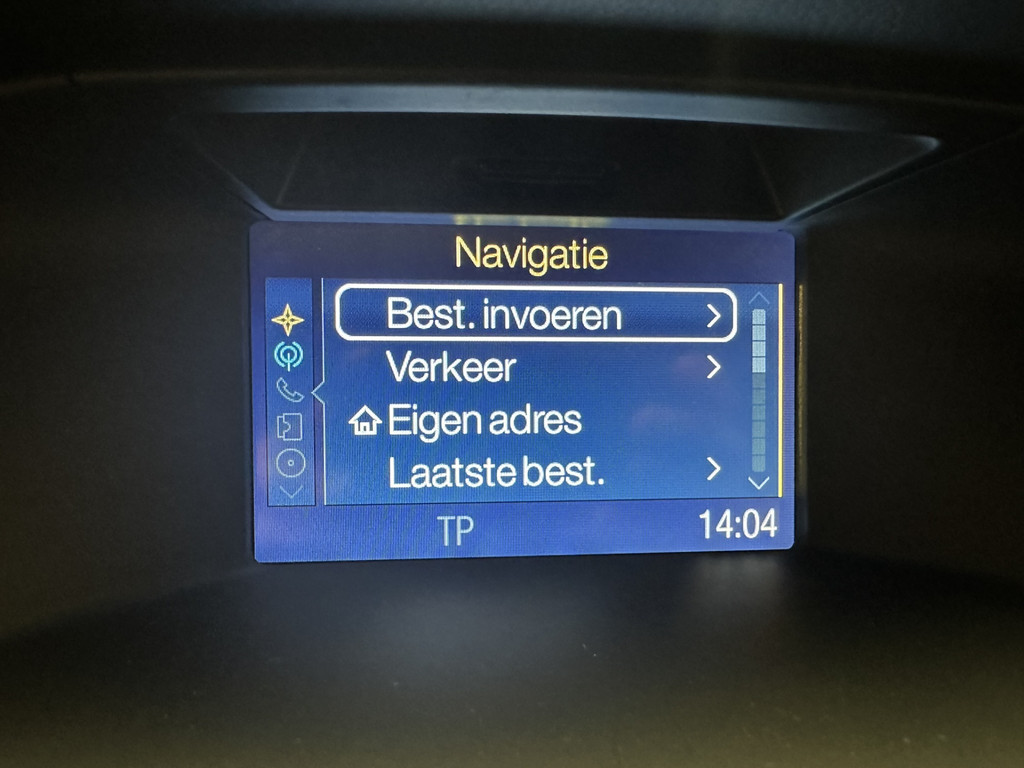 Navigatie
Best. invoeren
Verkeer
Eigen adres
Laatste best.
TP 14:04